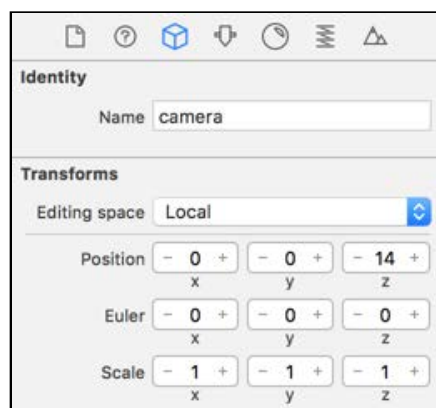 Identity
Name camera
Transforms
Editing space Local
Position - 0 + - 0 + - 14 +
x y z
Euler - 0 + - 0 + - 0 +
x y z
Scale - 1 + - 1 + - 1 +
x y z